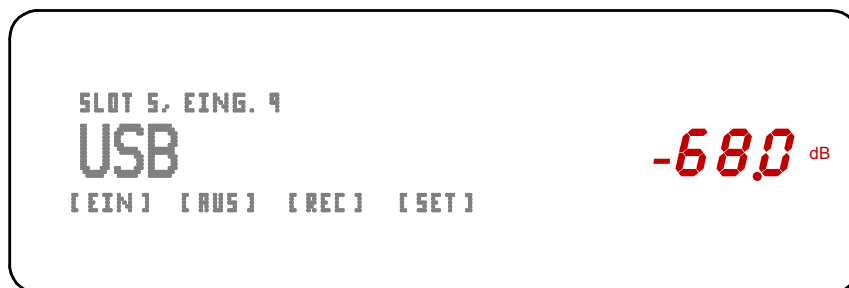 SLOT 5, EING. 9
USB
-68.0 dB
[EIN] [AUS] [REC] [SET]